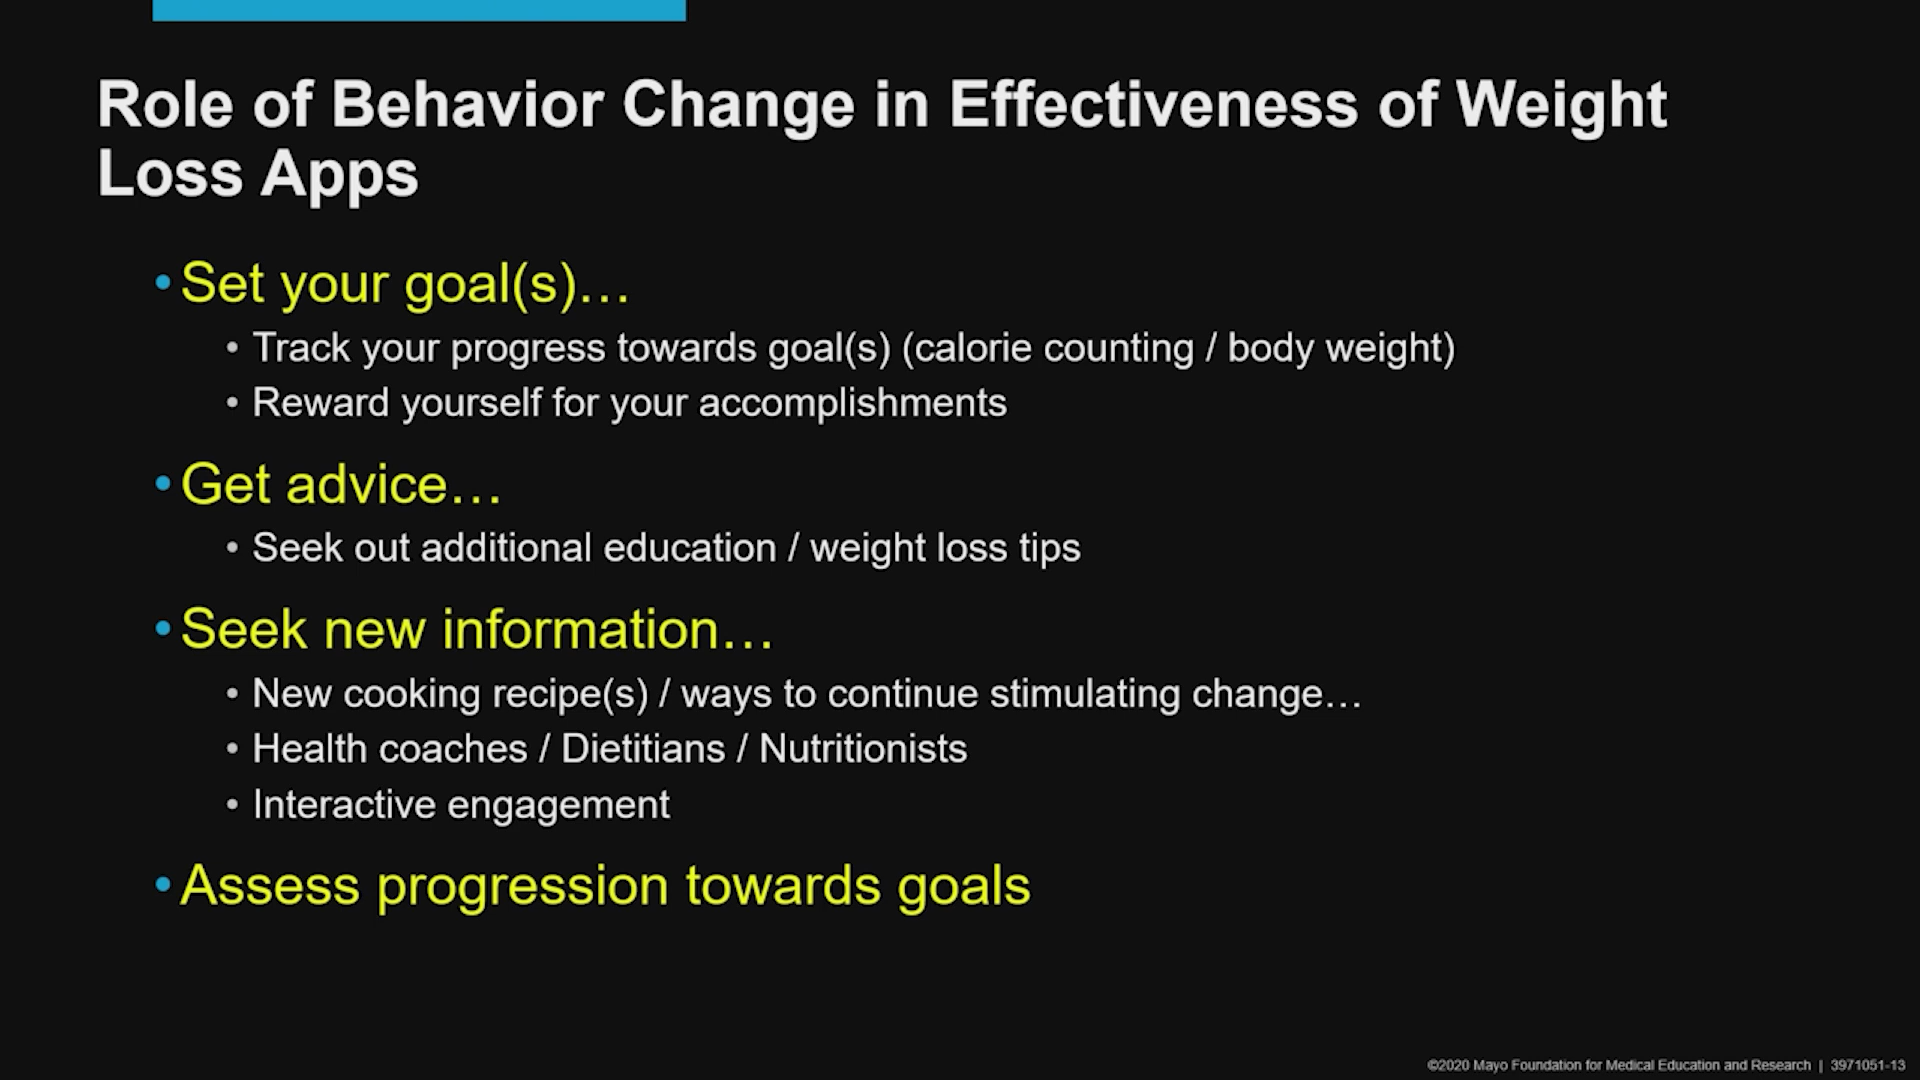 Role of Behavior Change in Effectiveness of Weight
Loss Apps
• Set your goal(s)…
• Track your progress towards goal(s) (calorie counting / body weight)
• Reward yourself for your accomplishments
• Get advice…
• Seek out additional education / weight loss tips
• Seek new information…
• New cooking recipe(s) / ways to continue stimulating change…
• Health coaches / Dietitians / Nutritionists
• Interactive engagement
• Assess progression towards goals
©2020 Mayo Foundation for Medical Education and Research | 3971051-13